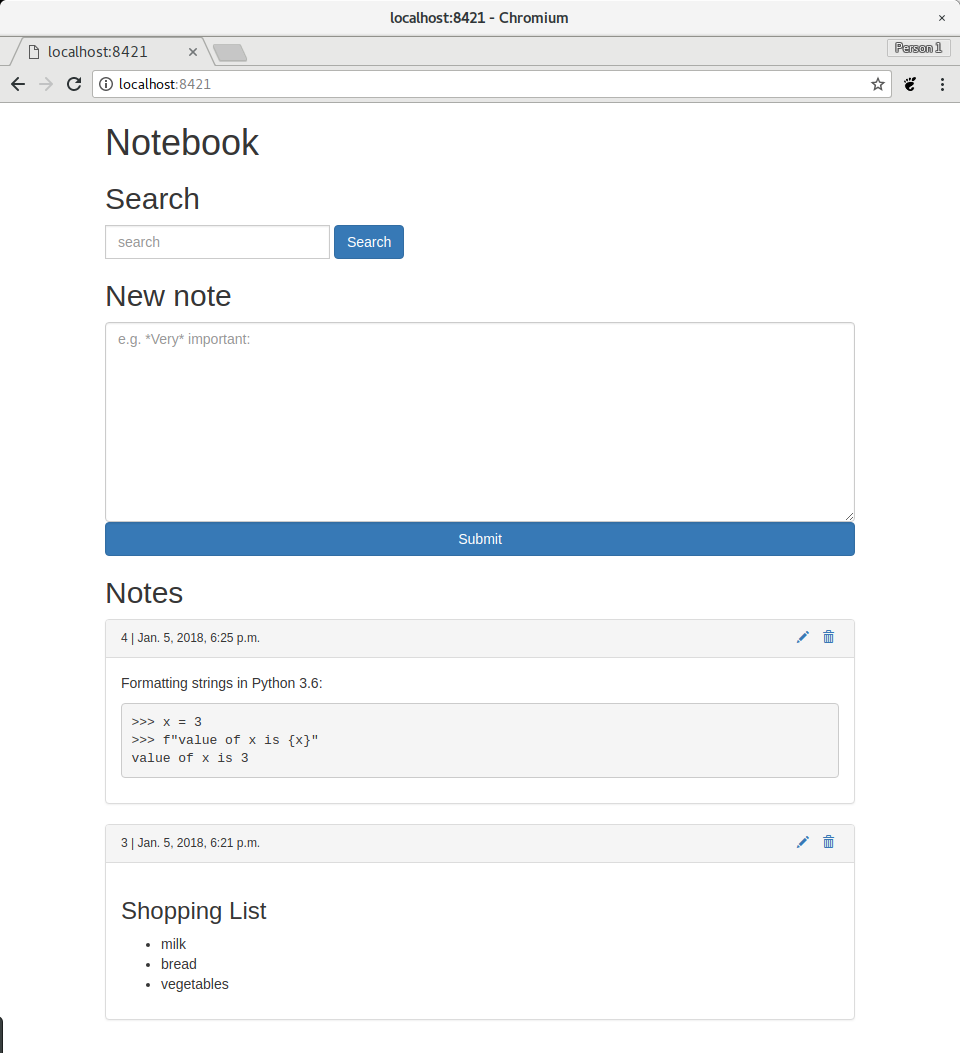 localhost:8421 - Chromium
localhost:8421
Person 1
localhost:8421
Notebook
Search
search
Search
New note
e.g. *Very* important:
Submit
Notes
4 | Jan. 5, 2018, 6:25 p.m.
Formatting strings in Python 3.6:
>>> x = 3
>>> f"value of x is {x}"
value of x is 3
3 | Jan. 5, 2018, 6:21 p.m.
Shopping List
• milk
• bread
• vegetables